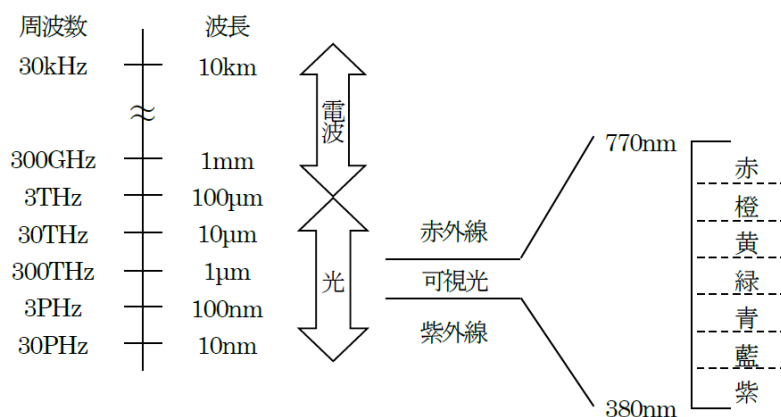 周波数 波長
30kHz 10km
電波
300GHz 1mm
3THz 100μm
30THz 10μm
300THz 1μm
3PHz 100nm
30PHz 10nm
光
赤外線
可視光
紫外線
770nm
赤
橙
黄
緑
青
藍
紫
380nm